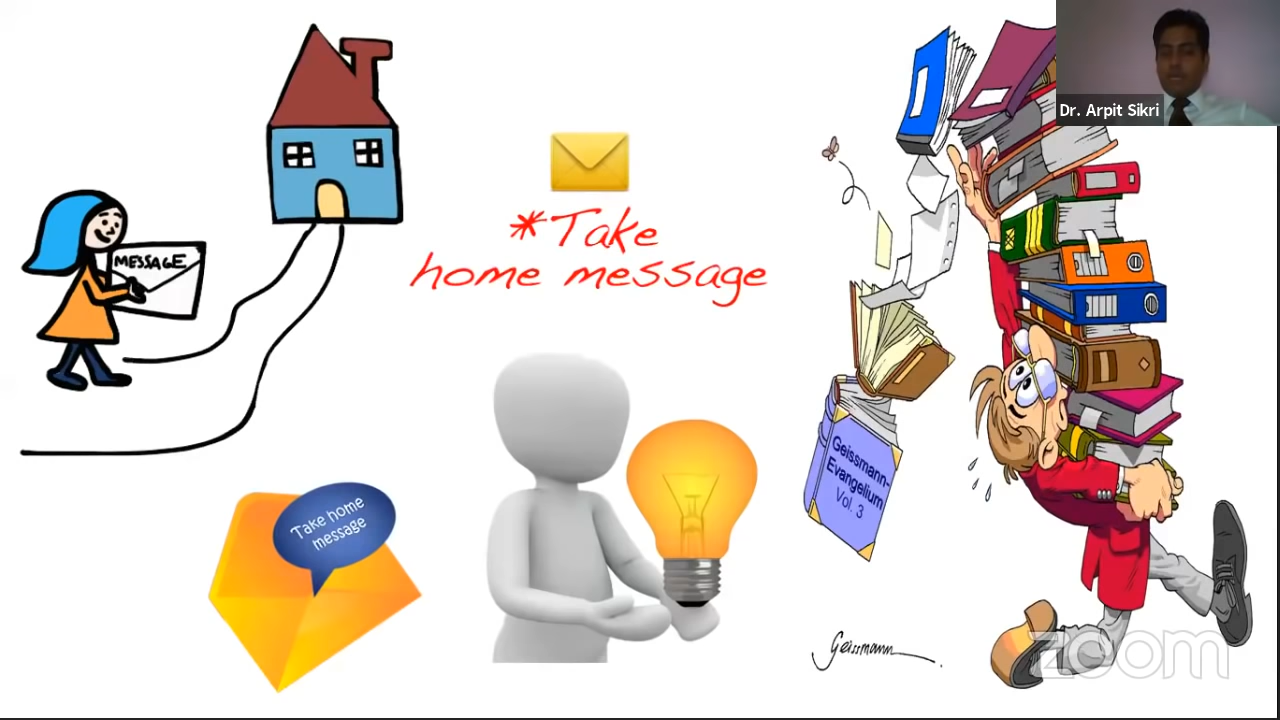 Dr. Arpit Sikri
MESSAGE
*Take
home message
Take home
message
Geissmann-
Evangelium
Vol. 3
Geissmann
zoom